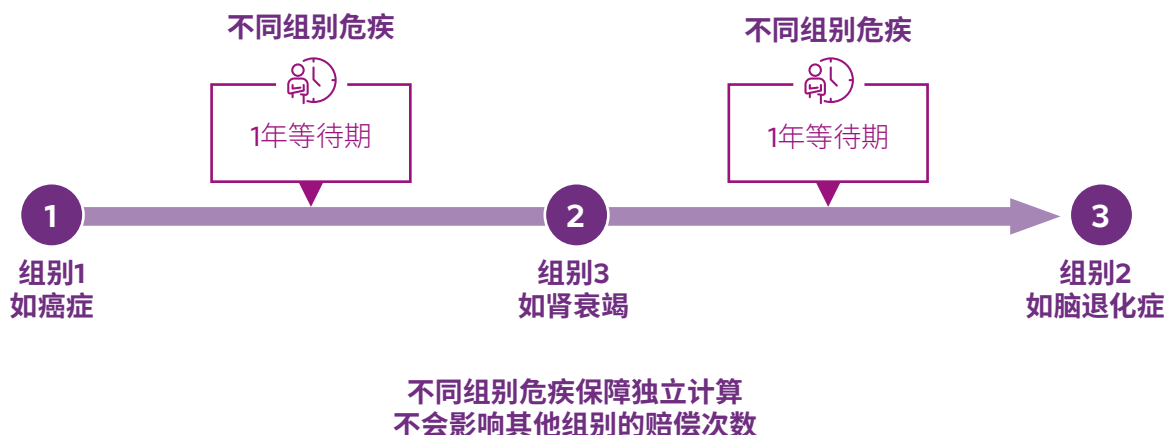 不同组别危疾
不同组别危疾
1年等待期
1年等待期
1
2
3
组别1
如癌症
组别3
如肾衰竭
组别2
如脑退化症
不同组别危疾保障独立计算
不会影响其他组别的赔偿次数